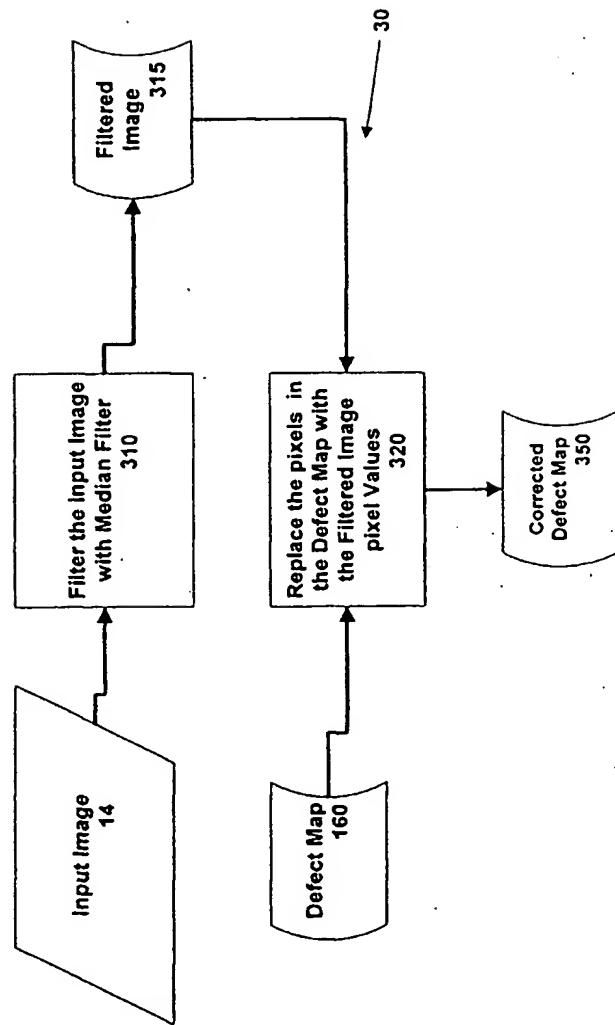 Input Image
14
Filter the Input Image
with Median Filter
310
Filtered
Image
315
Defect Map
160
Replace the pixels in
the Defect Map with
the Filtered Image
pixel Values
320
Corrected
Defect Map
350
30